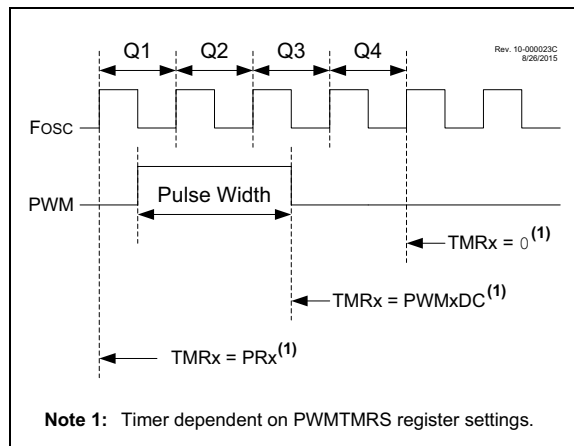 Q1 Q2 Q3 Q4
Rev. 10-000023C
8/26/2015
FOSC
PWM
Pulse Width
TMRx = 0(1)
TMRx = PWMxDC(1)
TMRx = PRx(1)
Note 1: Timer dependent on PWMTMRS register settings.